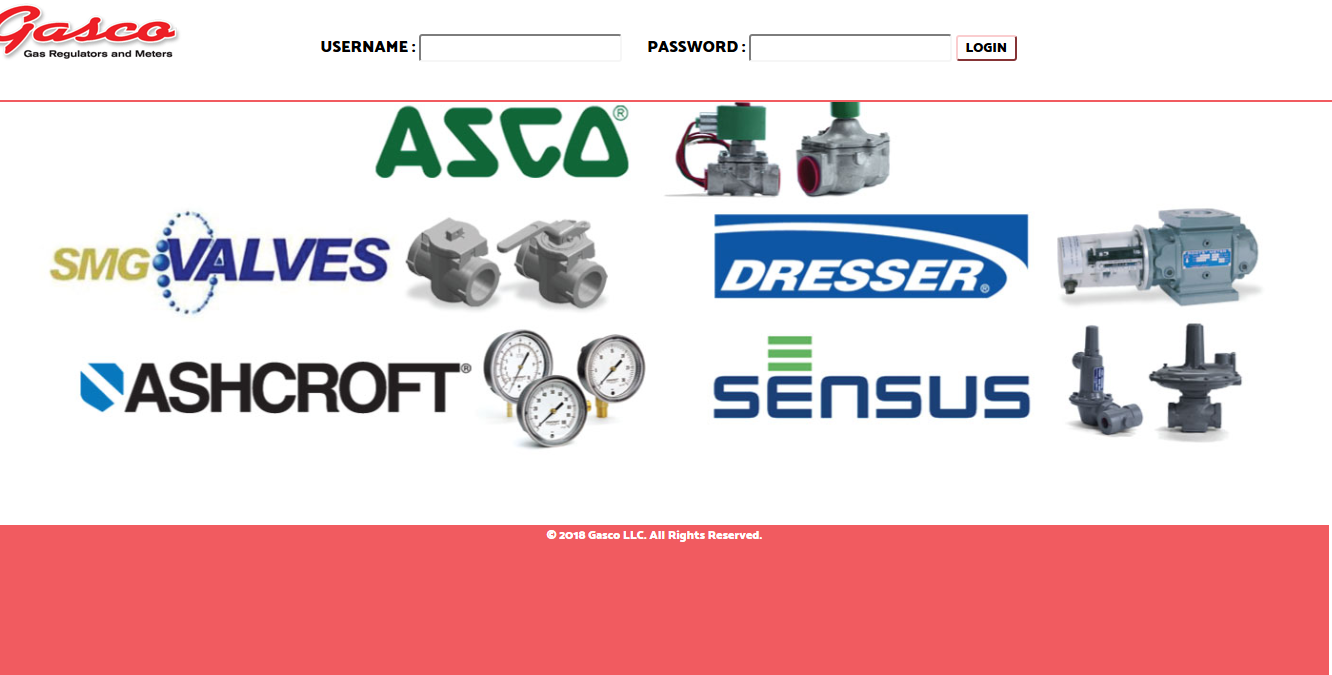 Gasco
Gas Regulators and Meters
USERNAME :
PASSWORD :
LOGIN
ASCO®
SMG VALVES
DRESSER®
ASHCROFT®
sensus
© 2018 Gasco LLC. All Rights Reserved.